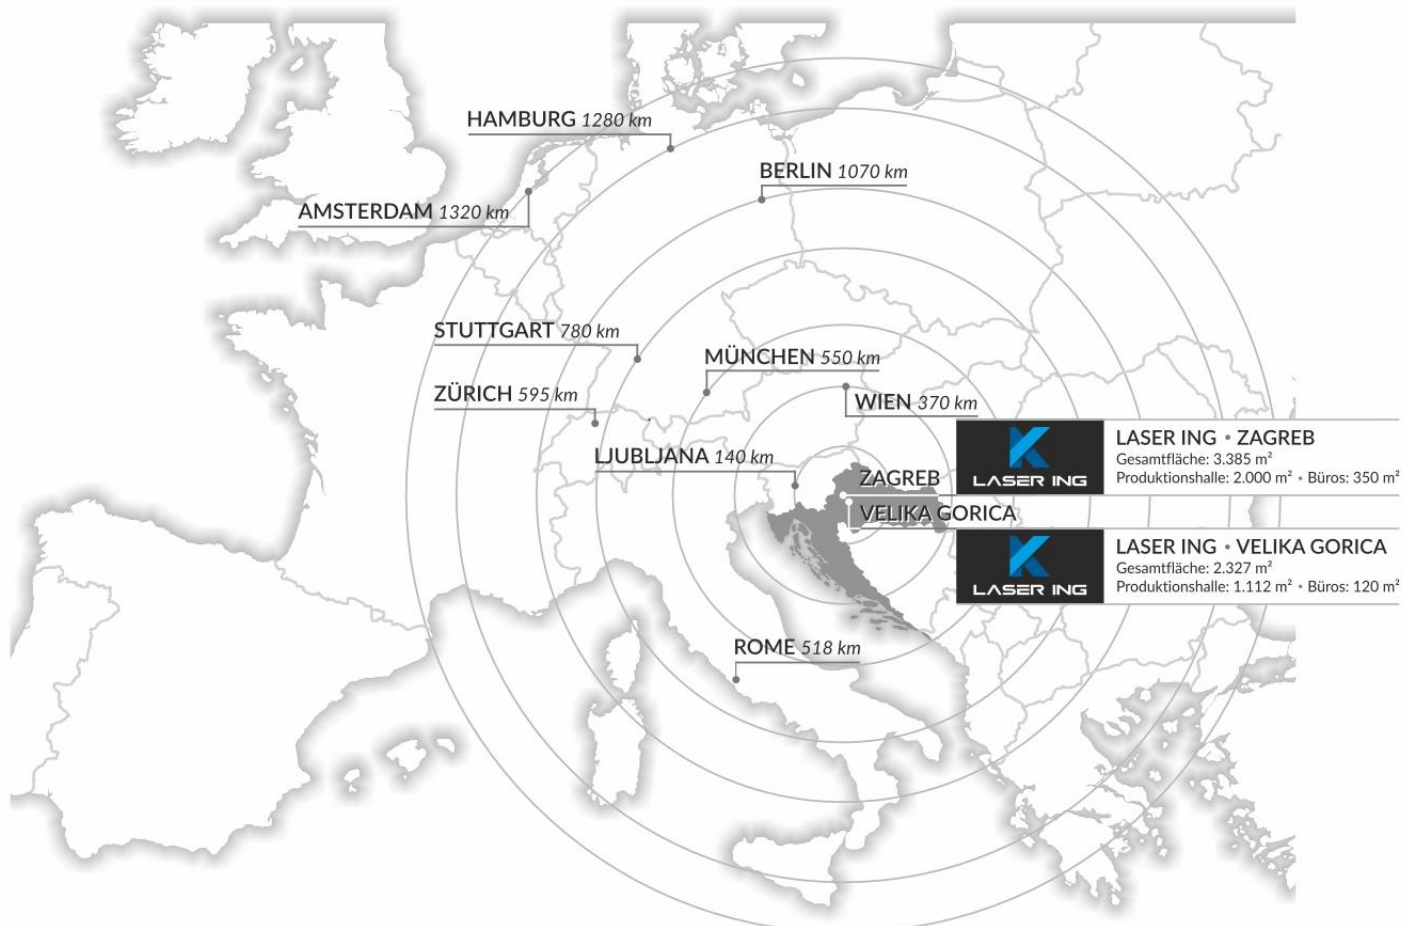 HAMBURG 1280 km
BERLIN 1070 km
AMSTERDAM 1320 km
STUTTGART 780 km
MÜNCHEN 550 km
ZÜRICH 595 km
WIEN 370 km
LJUBLJANA 140 km
ZAGREB
VELIKA GORICA
LASER ING
LASER ING • ZAGREB
Gesamtfläche: 3.385 m²
Produktionshalle: 2.000 m² • Büros: 350 m²
LASER ING
LASER ING • VELIKA GORICA
Gesamtfläche: 2.327 m²
Produktionshalle: 1.112 m² • Büros: 120 m²
ROME 518 km